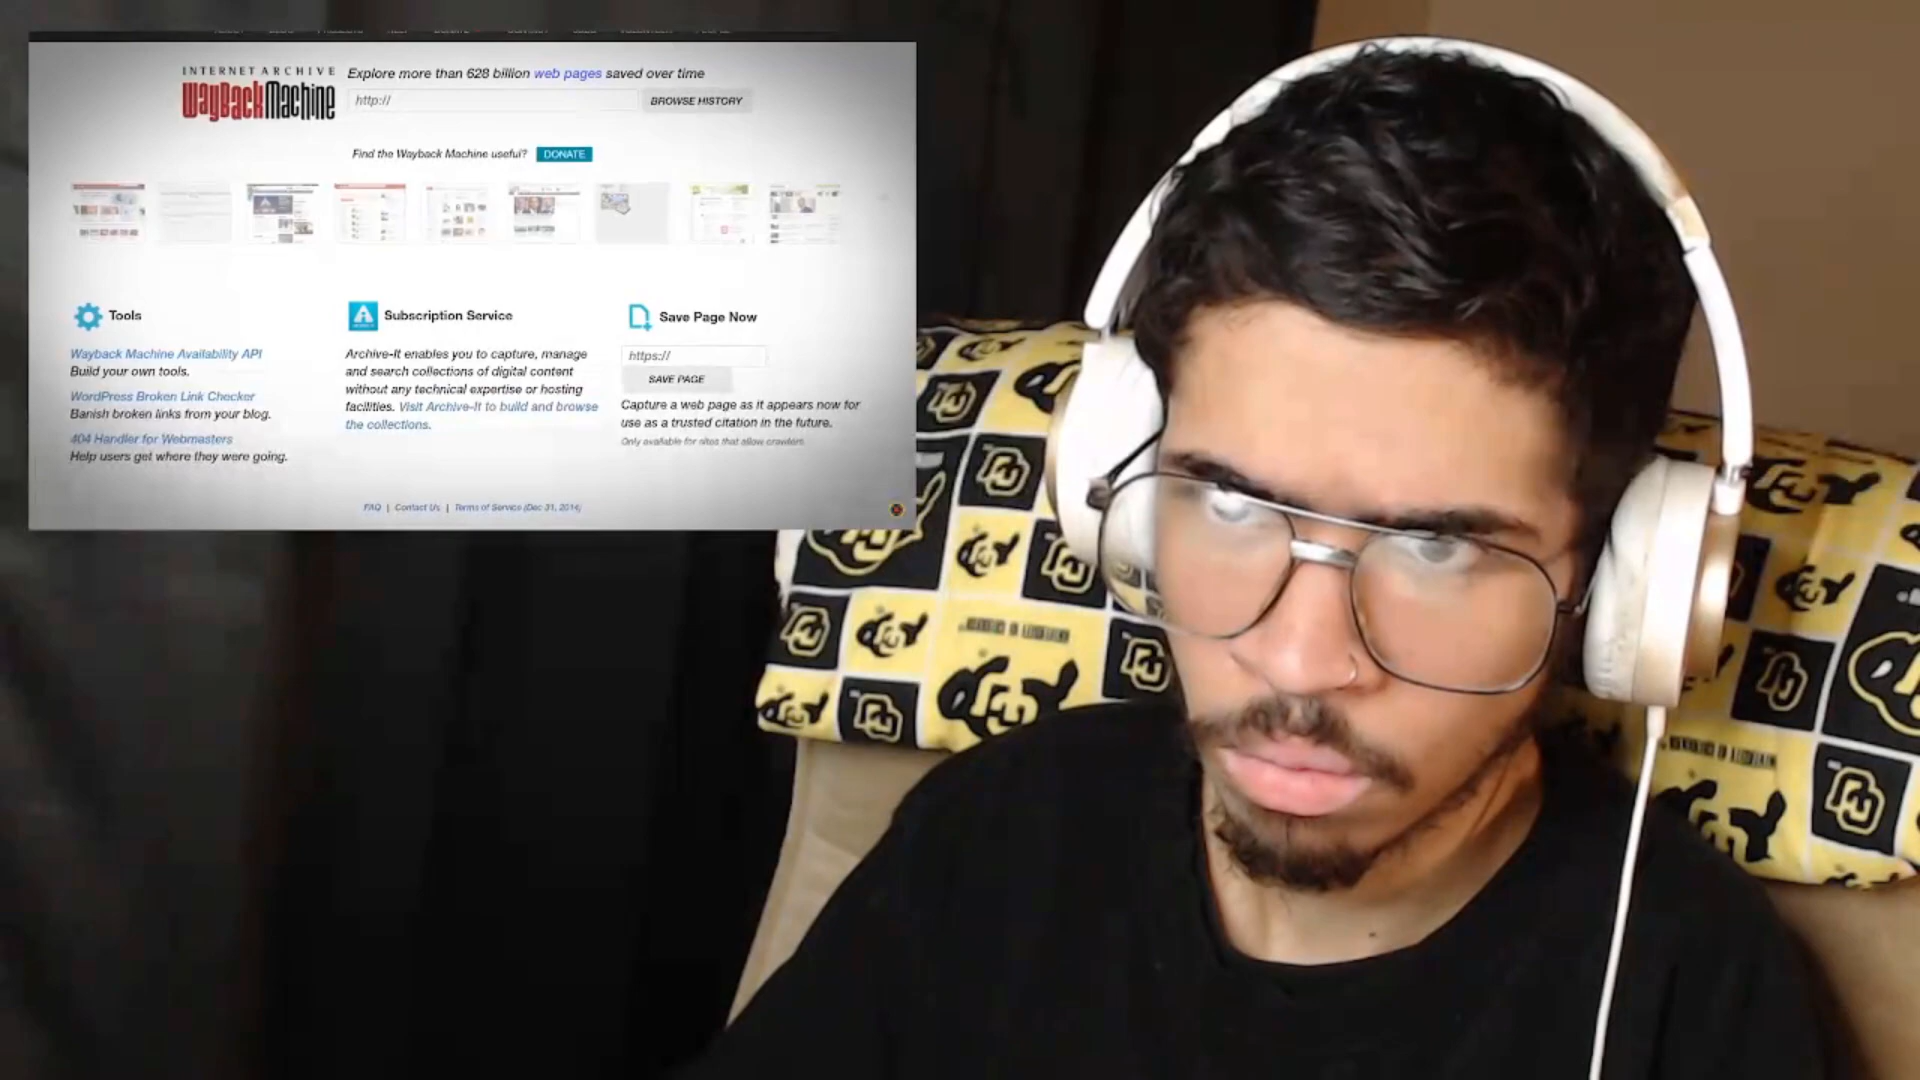 INTERNET ARCHIVE
WayBackMachine
Explore more than 628 billion web pages saved over time
http://
BROWSE HISTORY
Find the Wayback Machine useful?
DONATE
Tools
Wayback Machine Availability API
Build your own tools.
WordPress Broken Link Checker
Banish broken links from your blog.
404 Handler for Webmasters
Help users get where they were going.
Subscription Service
Archive-It enables you to capture, manage
and search collections of digital content
without any technical expertise or hosting
facilities. Visit Archive-It to build and browse
the collections.
Save Page Now
https://
SAVE PAGE
Capture a web page as it appears now for
use as a trusted citation in the future.
Only available for sites that allow crawlers.
FAQ | Contact Us | Terms of Service (Dec 31, 2014)